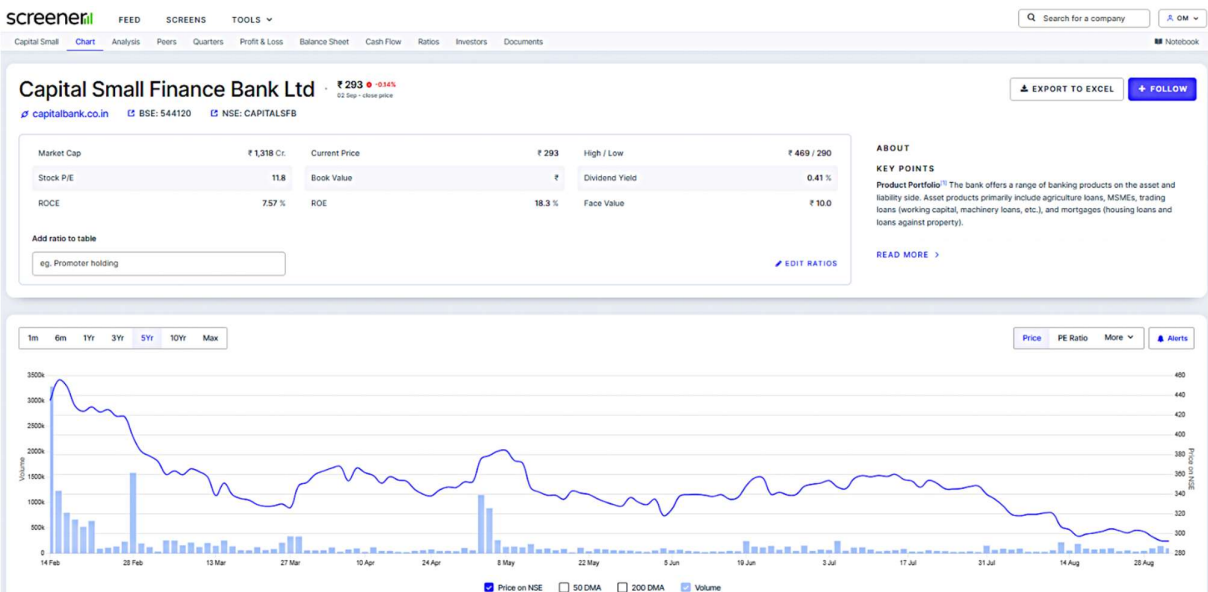 screener
FEED SCREENS TOOLS
Search for a company
OM
Capital Small Chart Analysis Peers Quarters Profit & Loss Balance Sheet Cash Flow Ratios Investors Documents
Notebook
Capital Small Finance Bank Ltd · ₹ 293 -0.14%
02 Sep - close price
EXPORT TO EXCEL
+ FOLLOW
capitalbank.co.in BSE: 544120 NSE: CAPITALSFB
Market Cap ₹ 1,318 Cr. Current Price ₹ 293 High / Low ₹ 469 / 290
Stock P/E 11.8 Book Value ₹ Dividend Yield 0.41 %
ROCE 7.57 % ROE 18.3 % Face Value ₹ 10.0
Add ratio to table
eg. Promoter holding
EDIT RATIOS
ABOUT
KEY POINTS
Product Portfolio[1] The bank offers a range of banking products on the asset and
liability side. Asset products primarily include agriculture loans, MSMEs, trading
loans (working capital, machinery loans, etc.), and mortgages (housing loans and
loans against property).
READ MORE >
1m 6m 1Yr 3Yr 5Yr 10Yr Max
Price PE Ratio More
Alerts
3500k 460
3000k 440
420
2500k 400
2000k 380
1500k 360
340
1000k 320
500k 300
0 280
Volume
Price on NSE
14 Feb 28 Feb 13 Mar 27 Mar 10 Apr 24 Apr 8 May 22 May 5 Jun 19 Jun 3 Jul 17 Jul 31 Jul 14 Aug 28 Aug
Price on NSE 50 DMA 200 DMA Volume